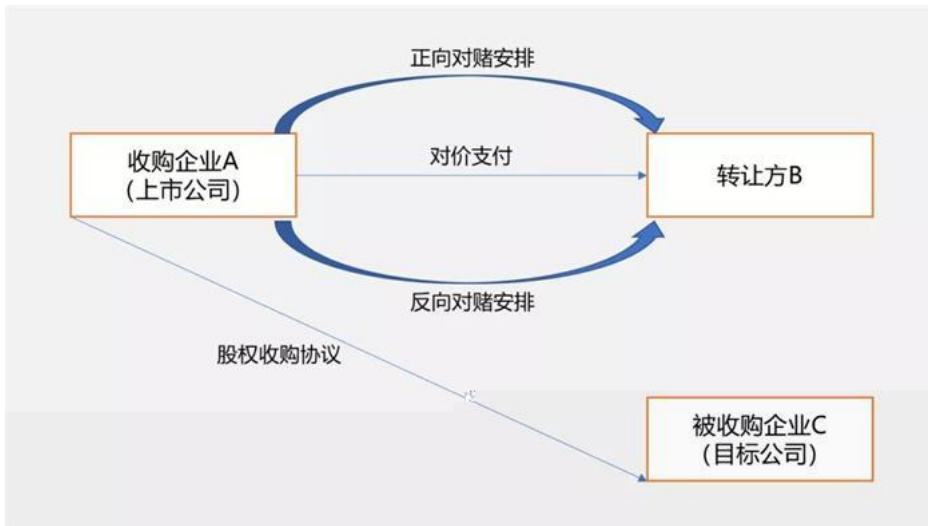 正向对赌安排
收购企业A
（上市公司）
对价支付
转让方B
反向对赌安排
股权收购协议
被收购企业C
（目标公司）